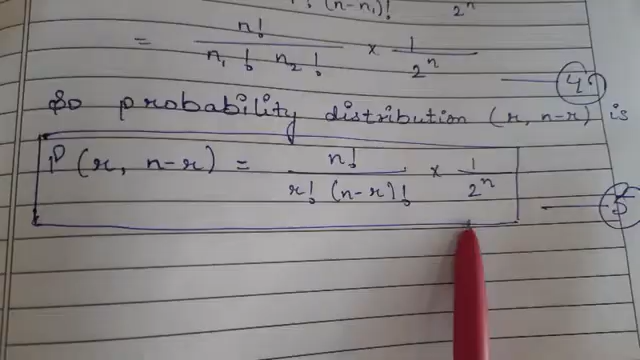 (n-n₁)! 2ⁿ
= n! / n₁! n₂! × 1/2ⁿ 4
So probability distribution (r, n-r) is
P(r, n-r) = n! / r! (n-r)! × 1/2ⁿ 5